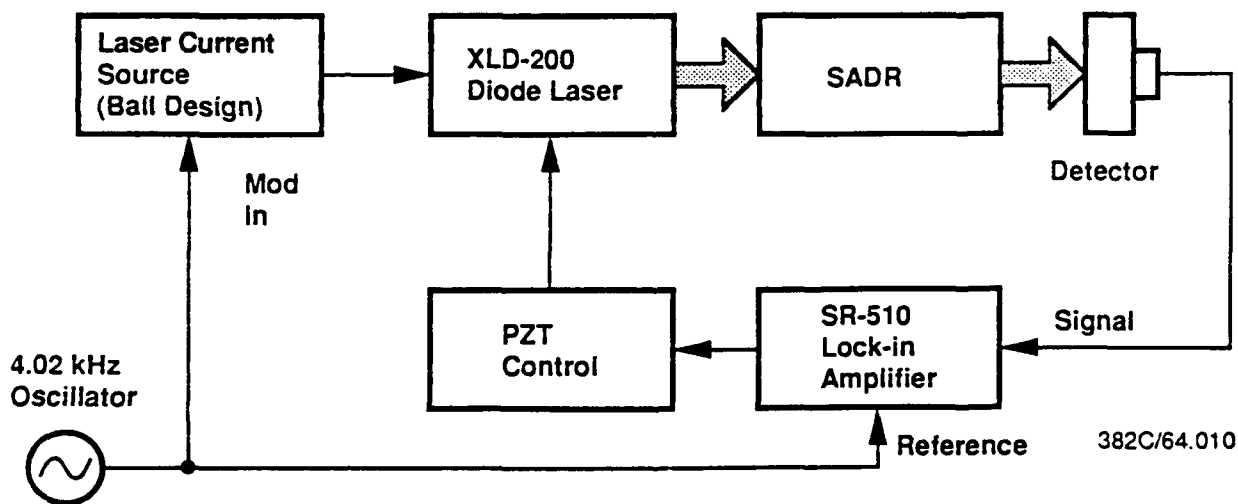 Laser Current
Source
(Ball Design)
XLD-200
Diode Laser
SADR
Detector
Mod
in
PZT
Control
SR-510
Lock-in
Amplifier
Signal
4.02 kHz
Oscillator
Reference
382C/64.010